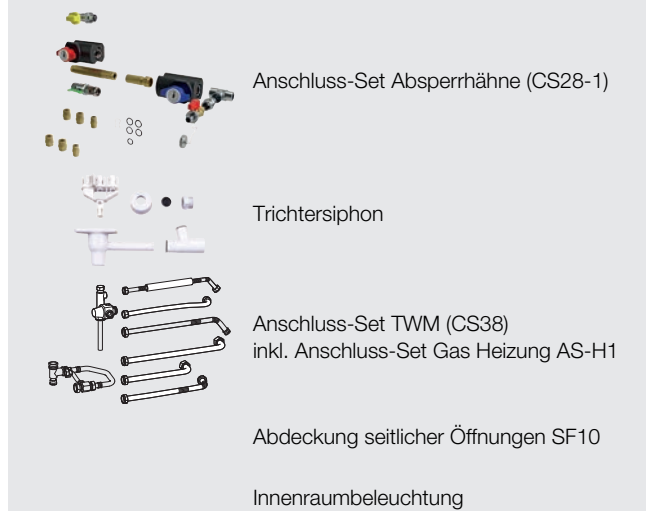 Anschluss-Set Absperrhähne (CS28-1)
Trichtersiphon
Anschluss-Set TWM (CS38)
inkl. Anschluss-Set Gas Heizung AS-H1
Abdeckung seitlicher Öffnungen SF10
Innenraumbeleuchtung